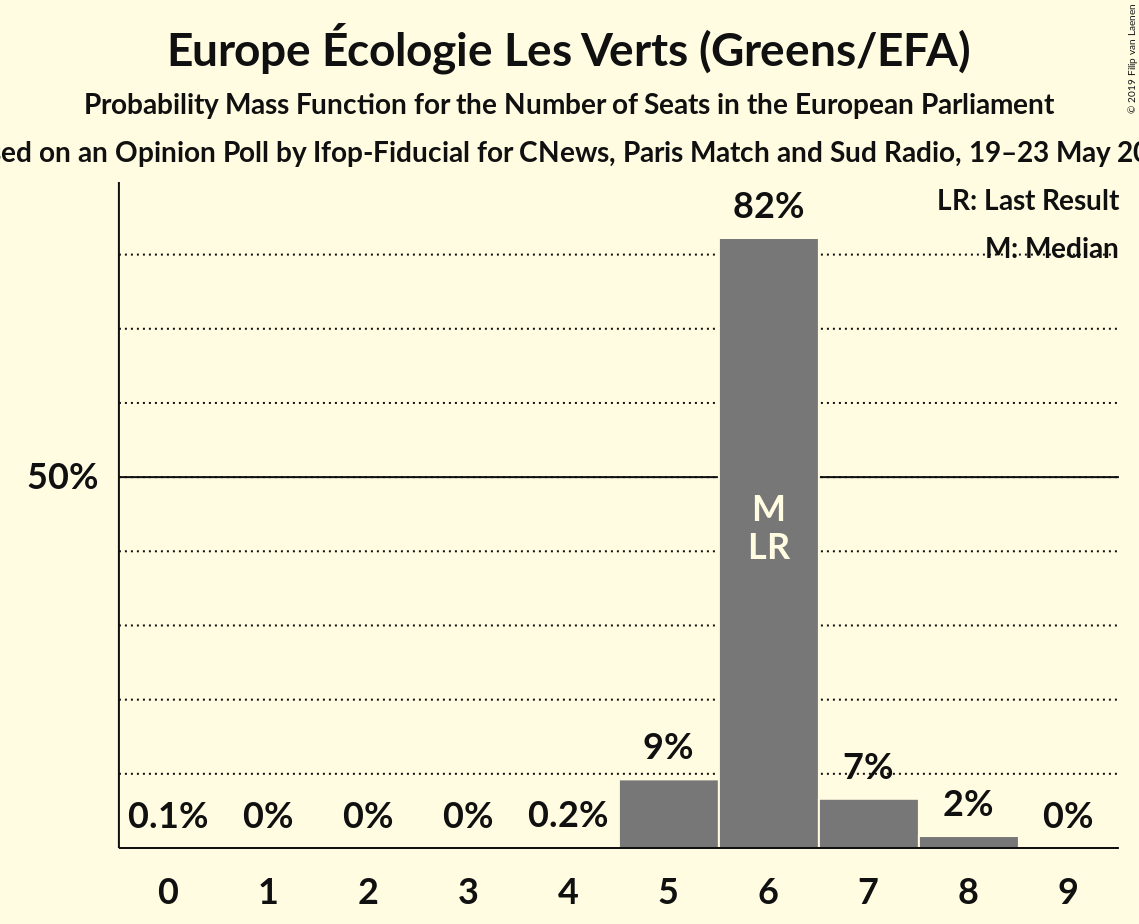 Europe Écologie Les Verts (Greens/EFA)
Probability Mass Function for the Number of Seats in the European Parliament
on an Opinion Poll by Ifop-Fiducial for CNews, Paris Match and Sud Radio, 19–23 May
© 2019 Filip van Laenen
LR: Last Result
M: Median
82%
50%
M
LR
9%
7%
0.1% 0% 0% 0% 0.2% 2% 0%
0 1 2 3 4 5 6 7 8 9